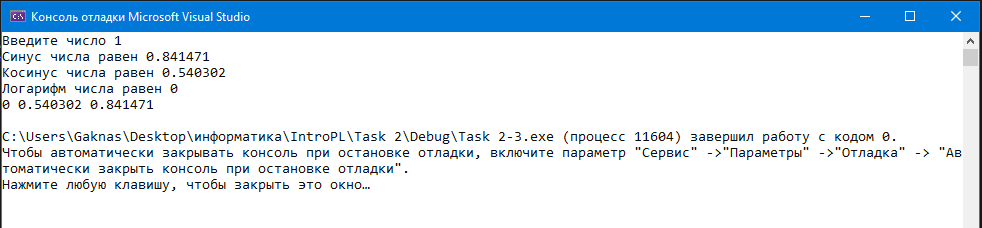 Консоль отладки Microsoft Visual Studio
Введите число 1
Синус числа равен 0.841471
Косинус числа равен 0.540302
Логарифм числа равен 0
0 0.540302 0.841471
C:\Users\Gaknas\Desktop\информатика\IntroPL\Task 2\Debug\Task 2-3.exe (процесс 11604) завершил работу с кодом 0.
Чтобы автоматически закрывать консоль при остановке отладки, включите параметр "Сервис" ->"Параметры" ->"Отладка" -> "Ав
томатически закрыть консоль при остановке отладки".
Нажмите любую клавишу, чтобы закрыть это окно…